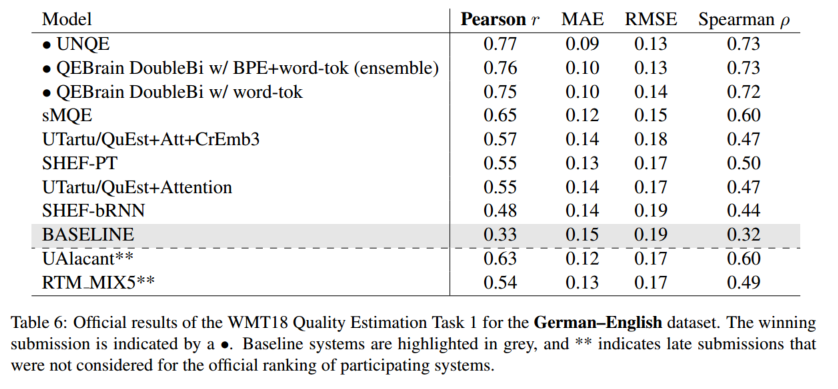 Model Pearson r MAE RMSE Spearman ρ
• UNQE 0.77 0.09 0.13 0.73
• QEBrain DoubleBi w/ BPE+word-tok (ensemble) 0.76 0.10 0.13 0.73
• QEBrain DoubleBi w/ word-tok 0.75 0.10 0.14 0.72
sMQE 0.65 0.12 0.15 0.60
UTartu/QuEst+Att+CrEmb3 0.57 0.14 0.18 0.47
SHEF-PT 0.55 0.13 0.17 0.50
UTartu/QuEst+Attention 0.55 0.14 0.17 0.47
SHEF-bRNN 0.48 0.14 0.19 0.44
BASELINE 0.33 0.15 0.19 0.32
UAlacant** 0.63 0.12 0.17 0.60
RTM_MIX5** 0.54 0.13 0.17 0.49
Table 6: Official results of the WMT18 Quality Estimation Task 1 for the German–English dataset. The winning
submission is indicated by a •. Baseline systems are highlighted in grey, and ** indicates late submissions that
were not considered for the official ranking of participating systems.